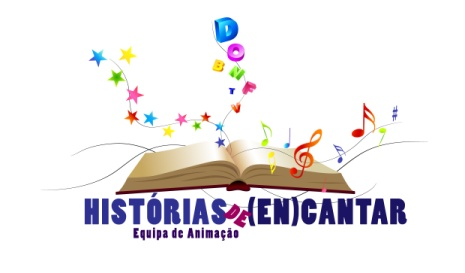 D
O
B N F
T
V
HISTÓRIAS DE (EN)CANTAR
Equipa de Animação